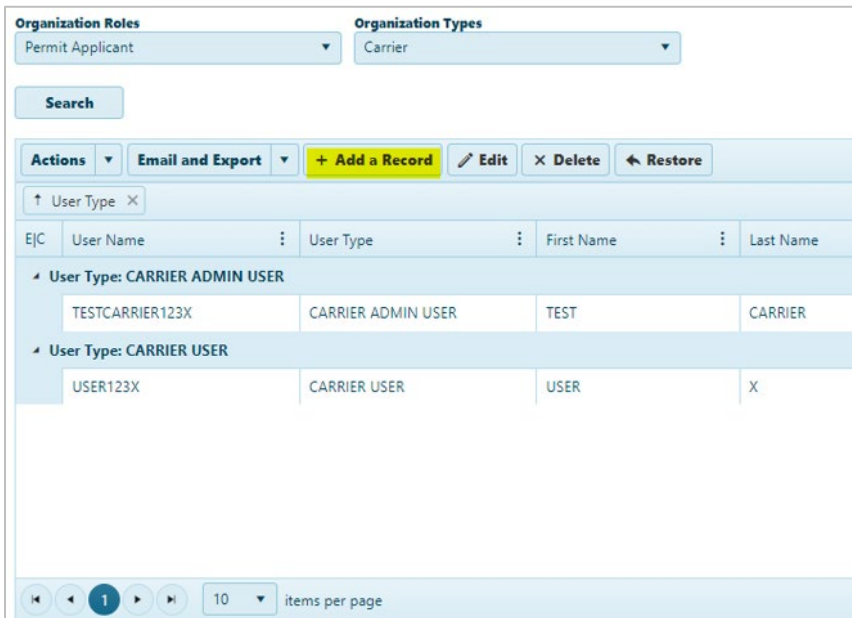 Organization Roles Organization Types
Permit Applicant Carrier
Search
Actions Email and Export + Add a Record Edit × Delete Restore
↑ User Type ×
E|C User Name User Type First Name Last Name
User Type: CARRIER ADMIN USER
TESTCARRIER123X CARRIER ADMIN USER TEST CARRIER
User Type: CARRIER USER
USER123X CARRIER USER USER X
1 10 items per page